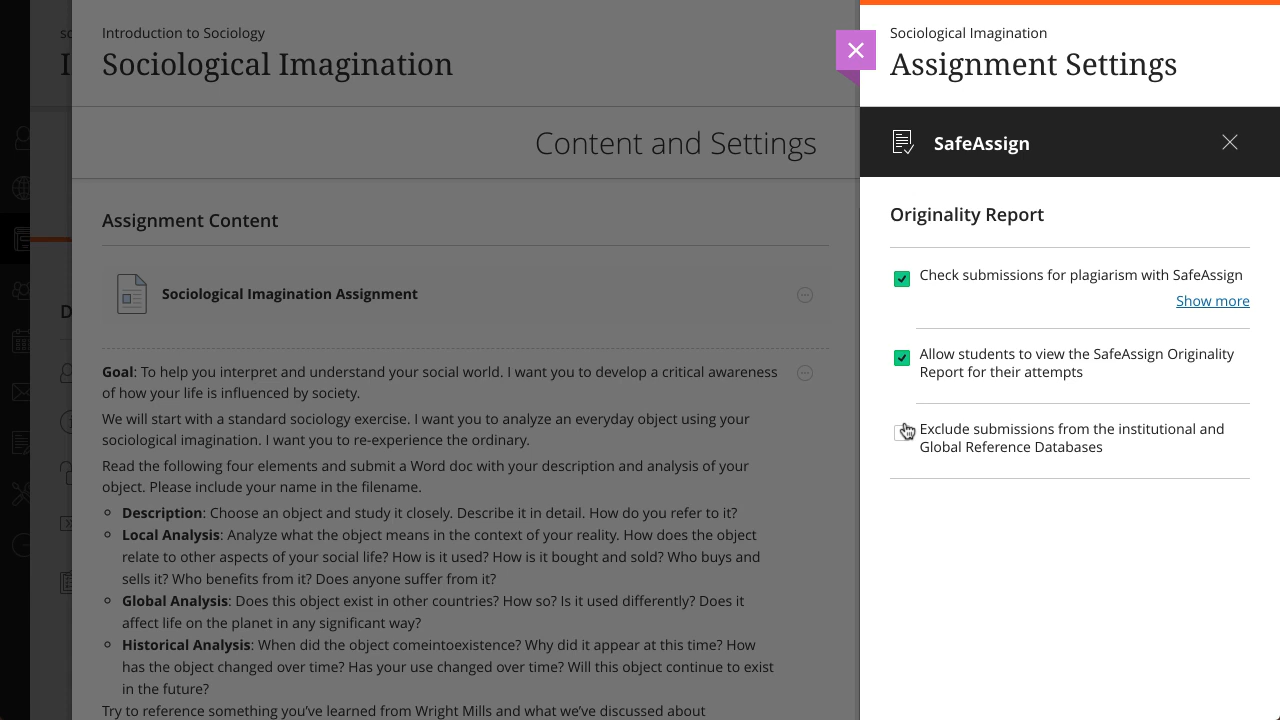 Introduction to Sociology
Sociological Imagination
Content and Settings
Assignment Content
Sociological Imagination Assignment
Goal: To help you interpret and understand your social world. I want you to develop a critical awareness
of how your life is influenced by society.
We will start with a standard sociology exercise. I want you to analyze an everyday object using your
sociological imagination. I want you to re-experience the ordinary.
Read the following four elements and submit a Word doc with your description and analysis of your
object. Please include your name in the filename.
Description: Choose an object and study it closely. Describe it in detail. How do you refer to it?
Local Analysis: Analyze what the object means in the context of your reality. How does the object
relate to other aspects of your social life? How is it used? How is it bought and sold? Who buys and
sells it? Who benefits from it? Does anyone suffer from it?
Global Analysis: Does this object exist in other countries? How so? Is it used differently? Does it
affect life on the planet in any significant way?
Historical Analysis: When did the object comeintoexistence? Why did it appear at this time? How
has the object changed over time? Has your use changed over time? Will this object continue to exist
in the future?
Try to reference something you've learned from Wright Mills and what we've discussed about
Sociological Imagination
Assignment Settings
SafeAssign
Originality Report
Check submissions for plagiarism with SafeAssign
Show more
Allow students to view the SafeAssign Originality
Report for their attempts
Exclude submissions from the institutional and
Global Reference Databases